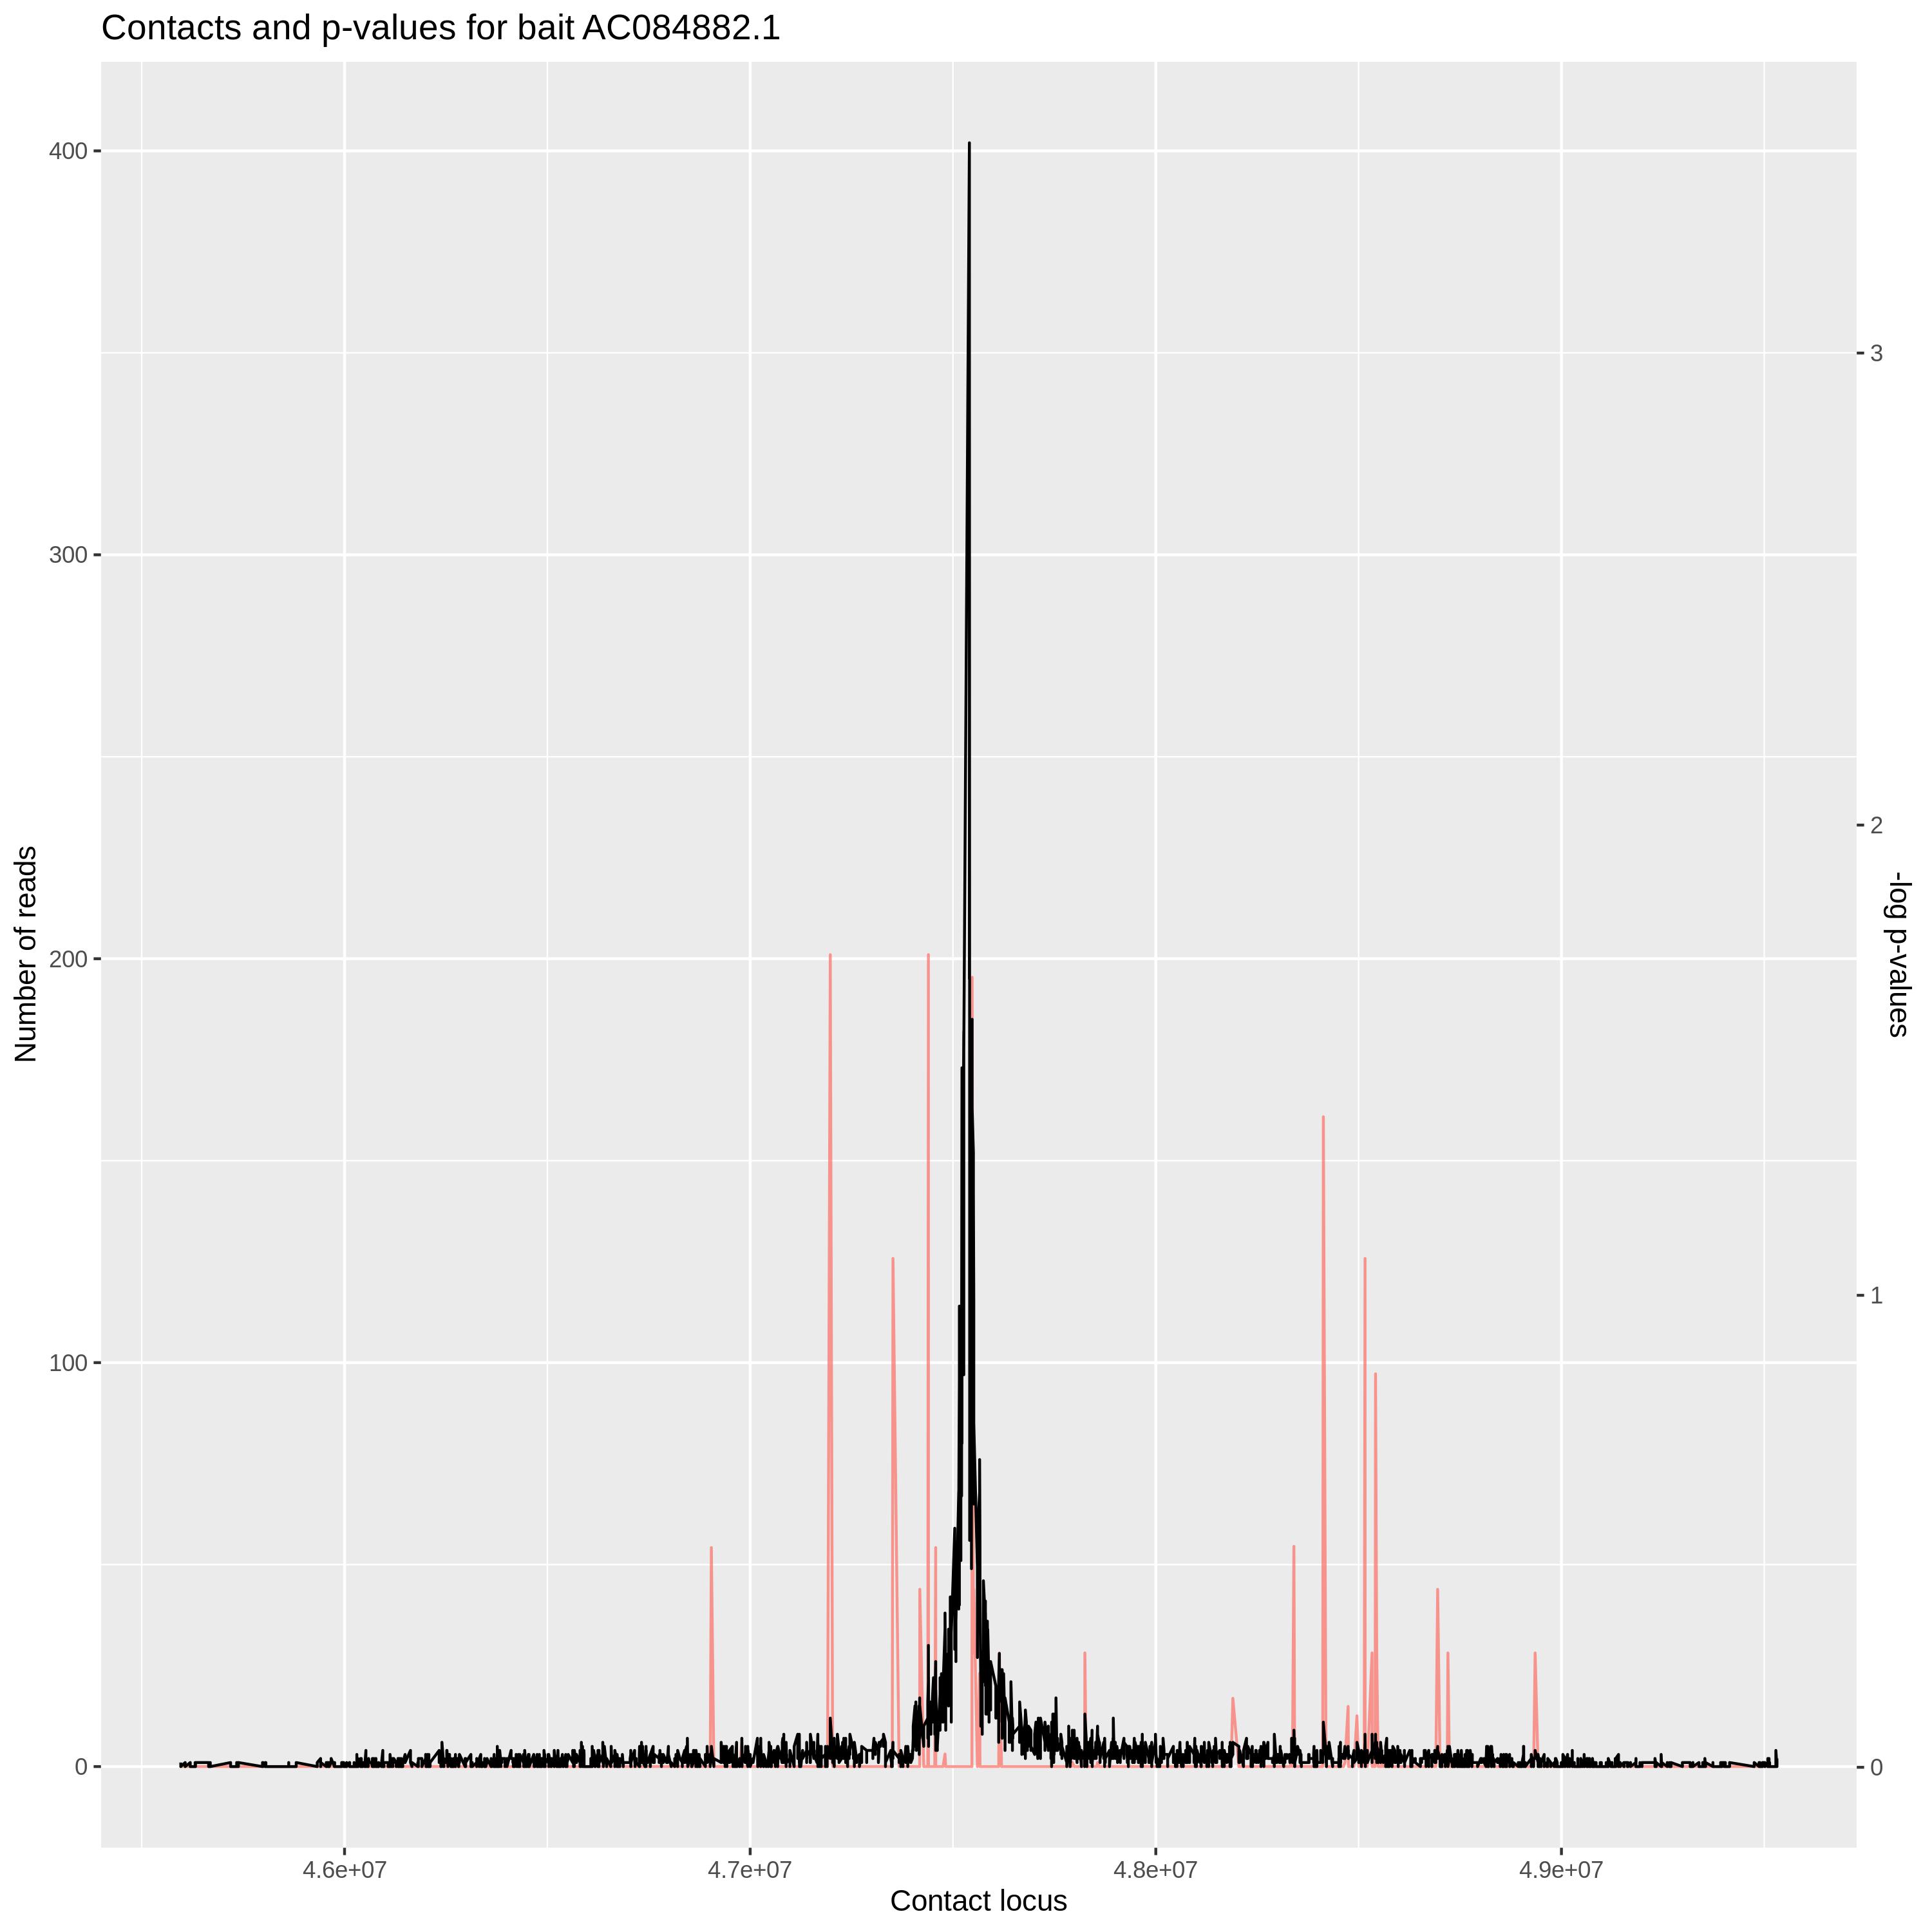 Contacts and p-values for bait AC084882.1
400
300
200
100
0
Number of reads
3
2
1
0
-log p-values
4.6e+07
4.7e+07
4.8e+07
4.9e+07
Contact locus